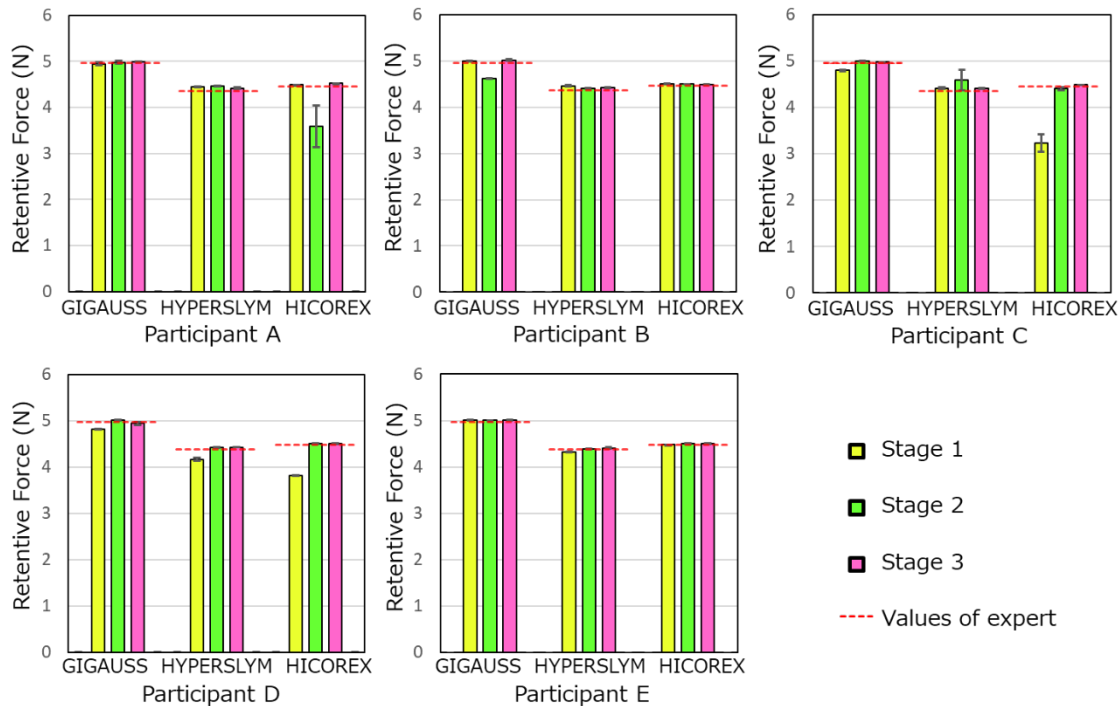 Retentive Force (N)
6
5
4
3
2
1
0
GIGAUSS HYPERSLYM HICOREX
Participant A
Retentive Force (N)
6
5
4
3
2
1
0
GIGAUSS HYPERSLYM HICOREX
Participant B
Retentive Force (N)
6
5
4
3
2
1
0
GIGAUSS HYPERSLYM HICOREX
Participant C
Retentive Force (N)
6
5
4
3
2
1
0
GIGAUSS HYPERSLYM HICOREX
Participant D
Retentive Force (N)
6
5
4
3
2
1
0
GIGAUSS HYPERSLYM HICOREX
Participant E
Stage 1
Stage 2
Stage 3
Values of expert